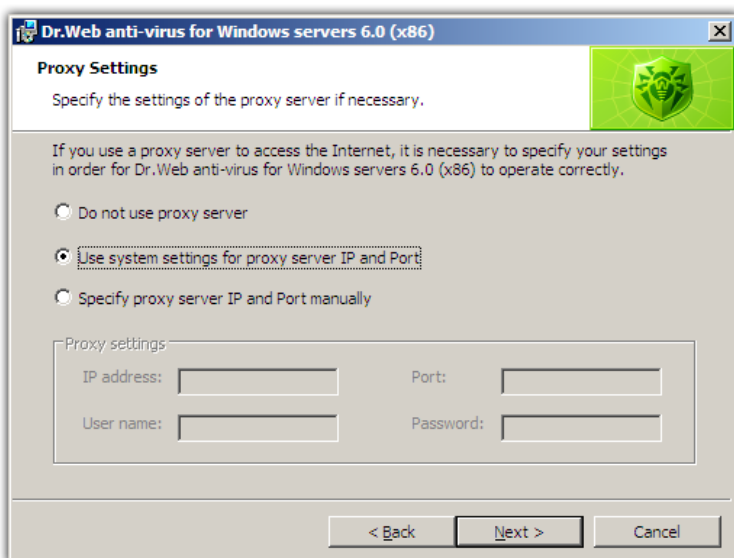 Dr.Web anti-virus for Windows servers 6.0 (x86)
Proxy Settings
Specify the settings of the proxy server if necessary.
If you use a proxy server to access the Internet, it is necessary to specify your settings
in order for Dr.Web anti-virus for Windows servers 6.0 (x86) to operate correctly.
Do not use proxy server
Use system settings for proxy server IP and Port
Specify proxy server IP and Port manually
Proxy settings
IP address: Port:
User name: Password:
< Back Next > Cancel